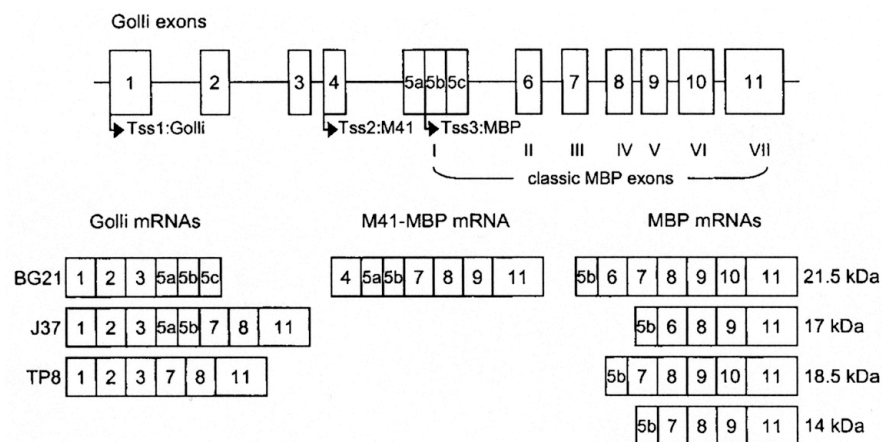 Golli exons
1 2 3 4 5a 5b 5c 6 7 8 9 10 11
Tss1:Golli Tss2:M41 Tss3:MBP
I II III IV V VI VII
classic MBP exons
Golli mRNAs M41-MBP mRNA MBP mRNAs
BG21 1 2 3 5a 5b 5c 4 5a 5b 7 8 9 11 5b 6 7 8 9 10 11 21.5 kDa
J37 1 2 3 5a 5b 7 8 11 5b 6 8 9 11 17 kDa
TP8 1 2 3 7 8 11 5b 7 8 9 10 11 18.5 kDa
5b 7 8 9 11 14 kDa